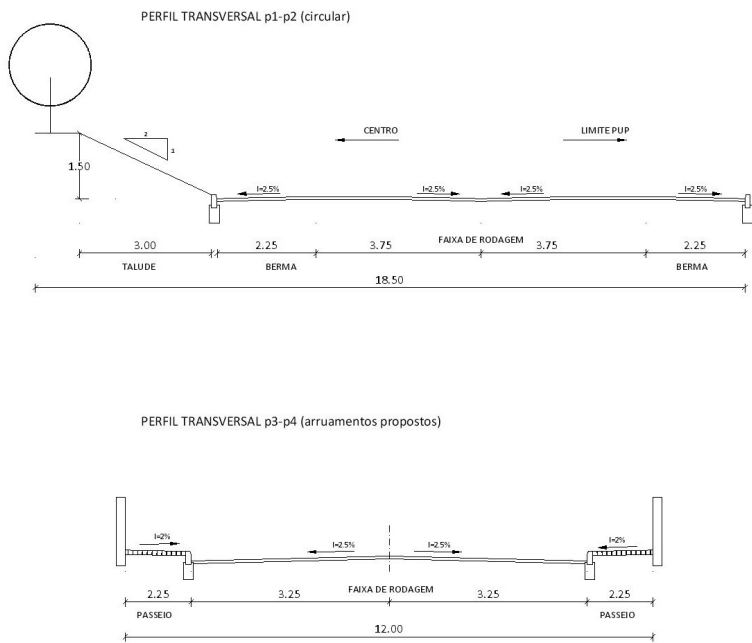 PERFIL TRANSVERSAL p1-p2 (circular)
CENTRO LIMITE PUP
2
1
1.50
I=2.5% I=2.5% I=2.5% I=2.5%
3.00 2.25 3.75 FAIXA DE RODAGEM 3.75 2.25
TALUDE BERMA BERMA
18.50
PERFIL TRANSVERSAL p3-p4 (arruamentos propostos)
I=2% I=2.5% I=2.5% I=2%
2.25 3.25 FAIXA DE RODAGEM 3.25 2.25
PASSEIO PASSEIO
12.00